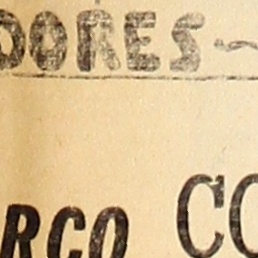 DORES ~
RCO CO